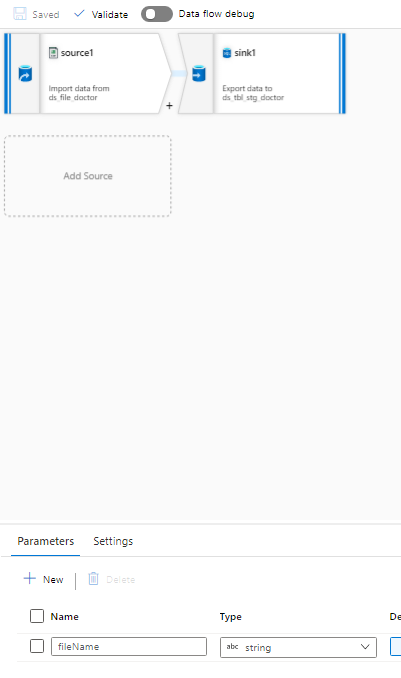 Saved Validate Data flow debug
source1
Import data from
ds_file_doctor
+
sink1
Export data to
ds_tbl_stg_doctor
Add Source
Parameters Settings
+ New Delete
Name Type De
fileName abc string